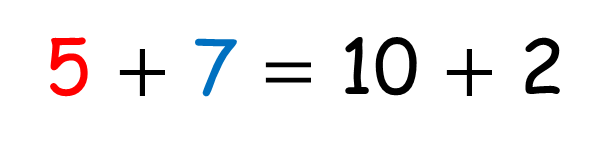 5 + 7 = 10 + 2